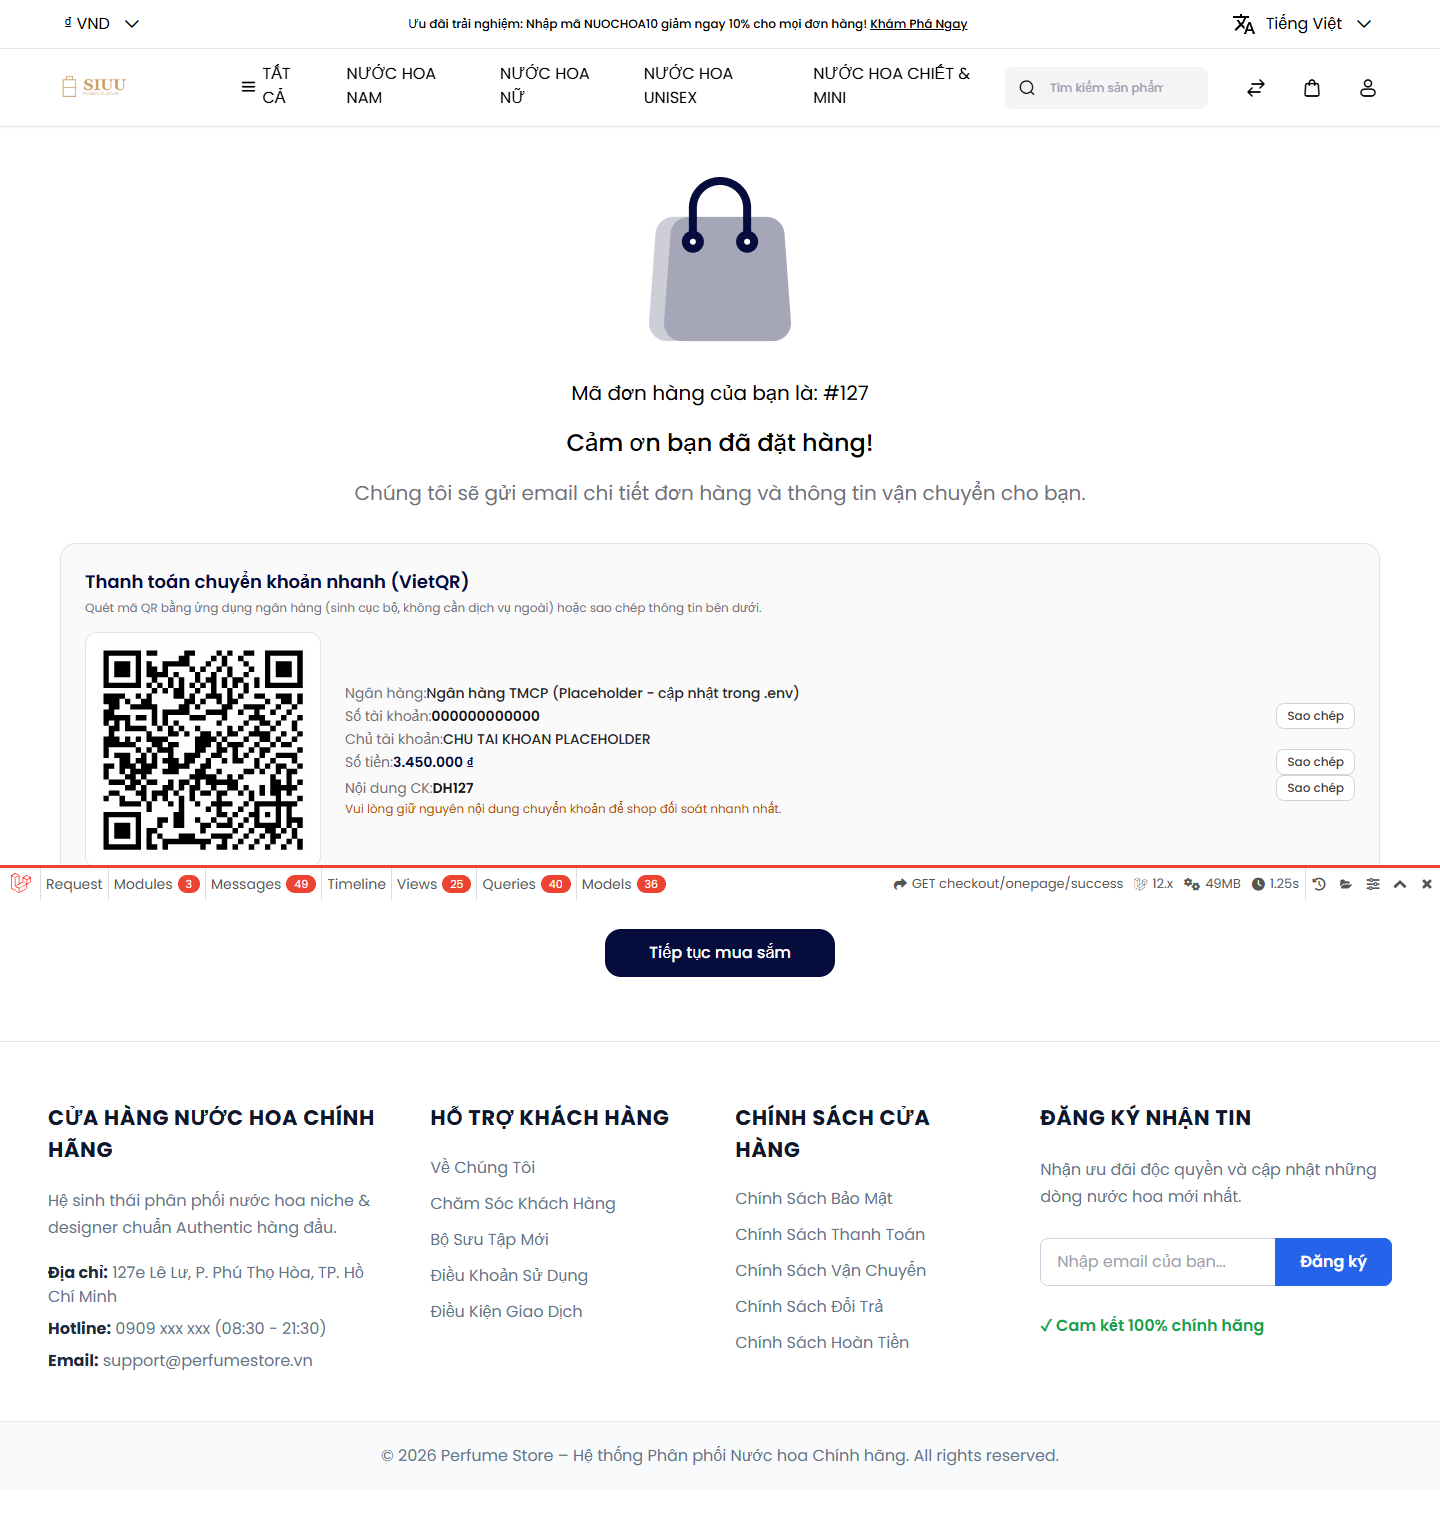 ₫ VND
Ưu đãi trải nghiệm: Nhập mã NUOCHOA10 giảm ngay 10% cho mọi đơn hàng! Khám Phá Ngay
Tiếng Việt
SIUU
TẤT CẢ
NƯỚC HOA NAM
NƯỚC HOA NỮ
NƯỚC HOA UNISEX
NƯỚC HOA CHIẾT & MINI
Tìm kiếm sản phẩm
Mã đơn hàng của bạn là: #127
Cảm ơn bạn đã đặt hàng!
Chúng tôi sẽ gửi email chi tiết đơn hàng và thông tin vận chuyển cho bạn.
Thanh toán chuyển khoản nhanh (VietQR)
Quét mã QR bằng ứng dụng ngân hàng (sinh cục bộ, không cần dịch vụ ngoài) hoặc sao chép thông tin bên dưới.
Ngân hàng:Ngân hàng TMCP (Placeholder - cập nhật trong .env)
Số tài khoản:000000000000 Sao chép
Chủ tài khoản:CHU TAI KHOAN PLACEHOLDER
Số tiền:3.450.000 ₫ Sao chép
Nội dung CK:DH127 Sao chép
Vui lòng giữ nguyên nội dung chuyển khoản để shop đối soát nhanh nhất.
Request Modules 3 Messages 49 Timeline Views 25 Queries 40 Models 36 GET checkout/onepage/success 12.x 49MB 1.25s
Tiếp tục mua sắm
CỬA HÀNG NƯỚC HOA CHÍNH
HÃNG
Hệ sinh thái phân phối nước hoa niche &
designer chuẩn Authentic hàng đầu.
Địa chỉ: 127e Lê Lư, P. Phú Thọ Hòa, TP. Hồ
Chí Minh
Hotline: 0909 xxx xxx (08:30 - 21:30)
Email: support@perfumestore.vn
HỖ TRỢ KHÁCH HÀNG
Về Chúng Tôi
Chăm Sóc Khách Hàng
Bộ Sưu Tập Mới
Điều Khoản Sử Dụng
Điều Kiện Giao Dịch
CHÍNH SÁCH CỬA
HÀNG
Chính Sách Bảo Mật
Chính Sách Thanh Toán
Chính Sách Vận Chuyển
Chính Sách Đổi Trả
Chính Sách Hoàn Tiền
ĐĂNG KÝ NHẬN TIN
Nhận ưu đãi độc quyền và cập nhật những
dòng nước hoa mới nhất.
Nhập email của bạn...
Đăng ký
✓ Cam kết 100% chính hãng
© 2026 Perfume Store – Hệ thống Phân phối Nước hoa Chính hãng. All rights reserved.